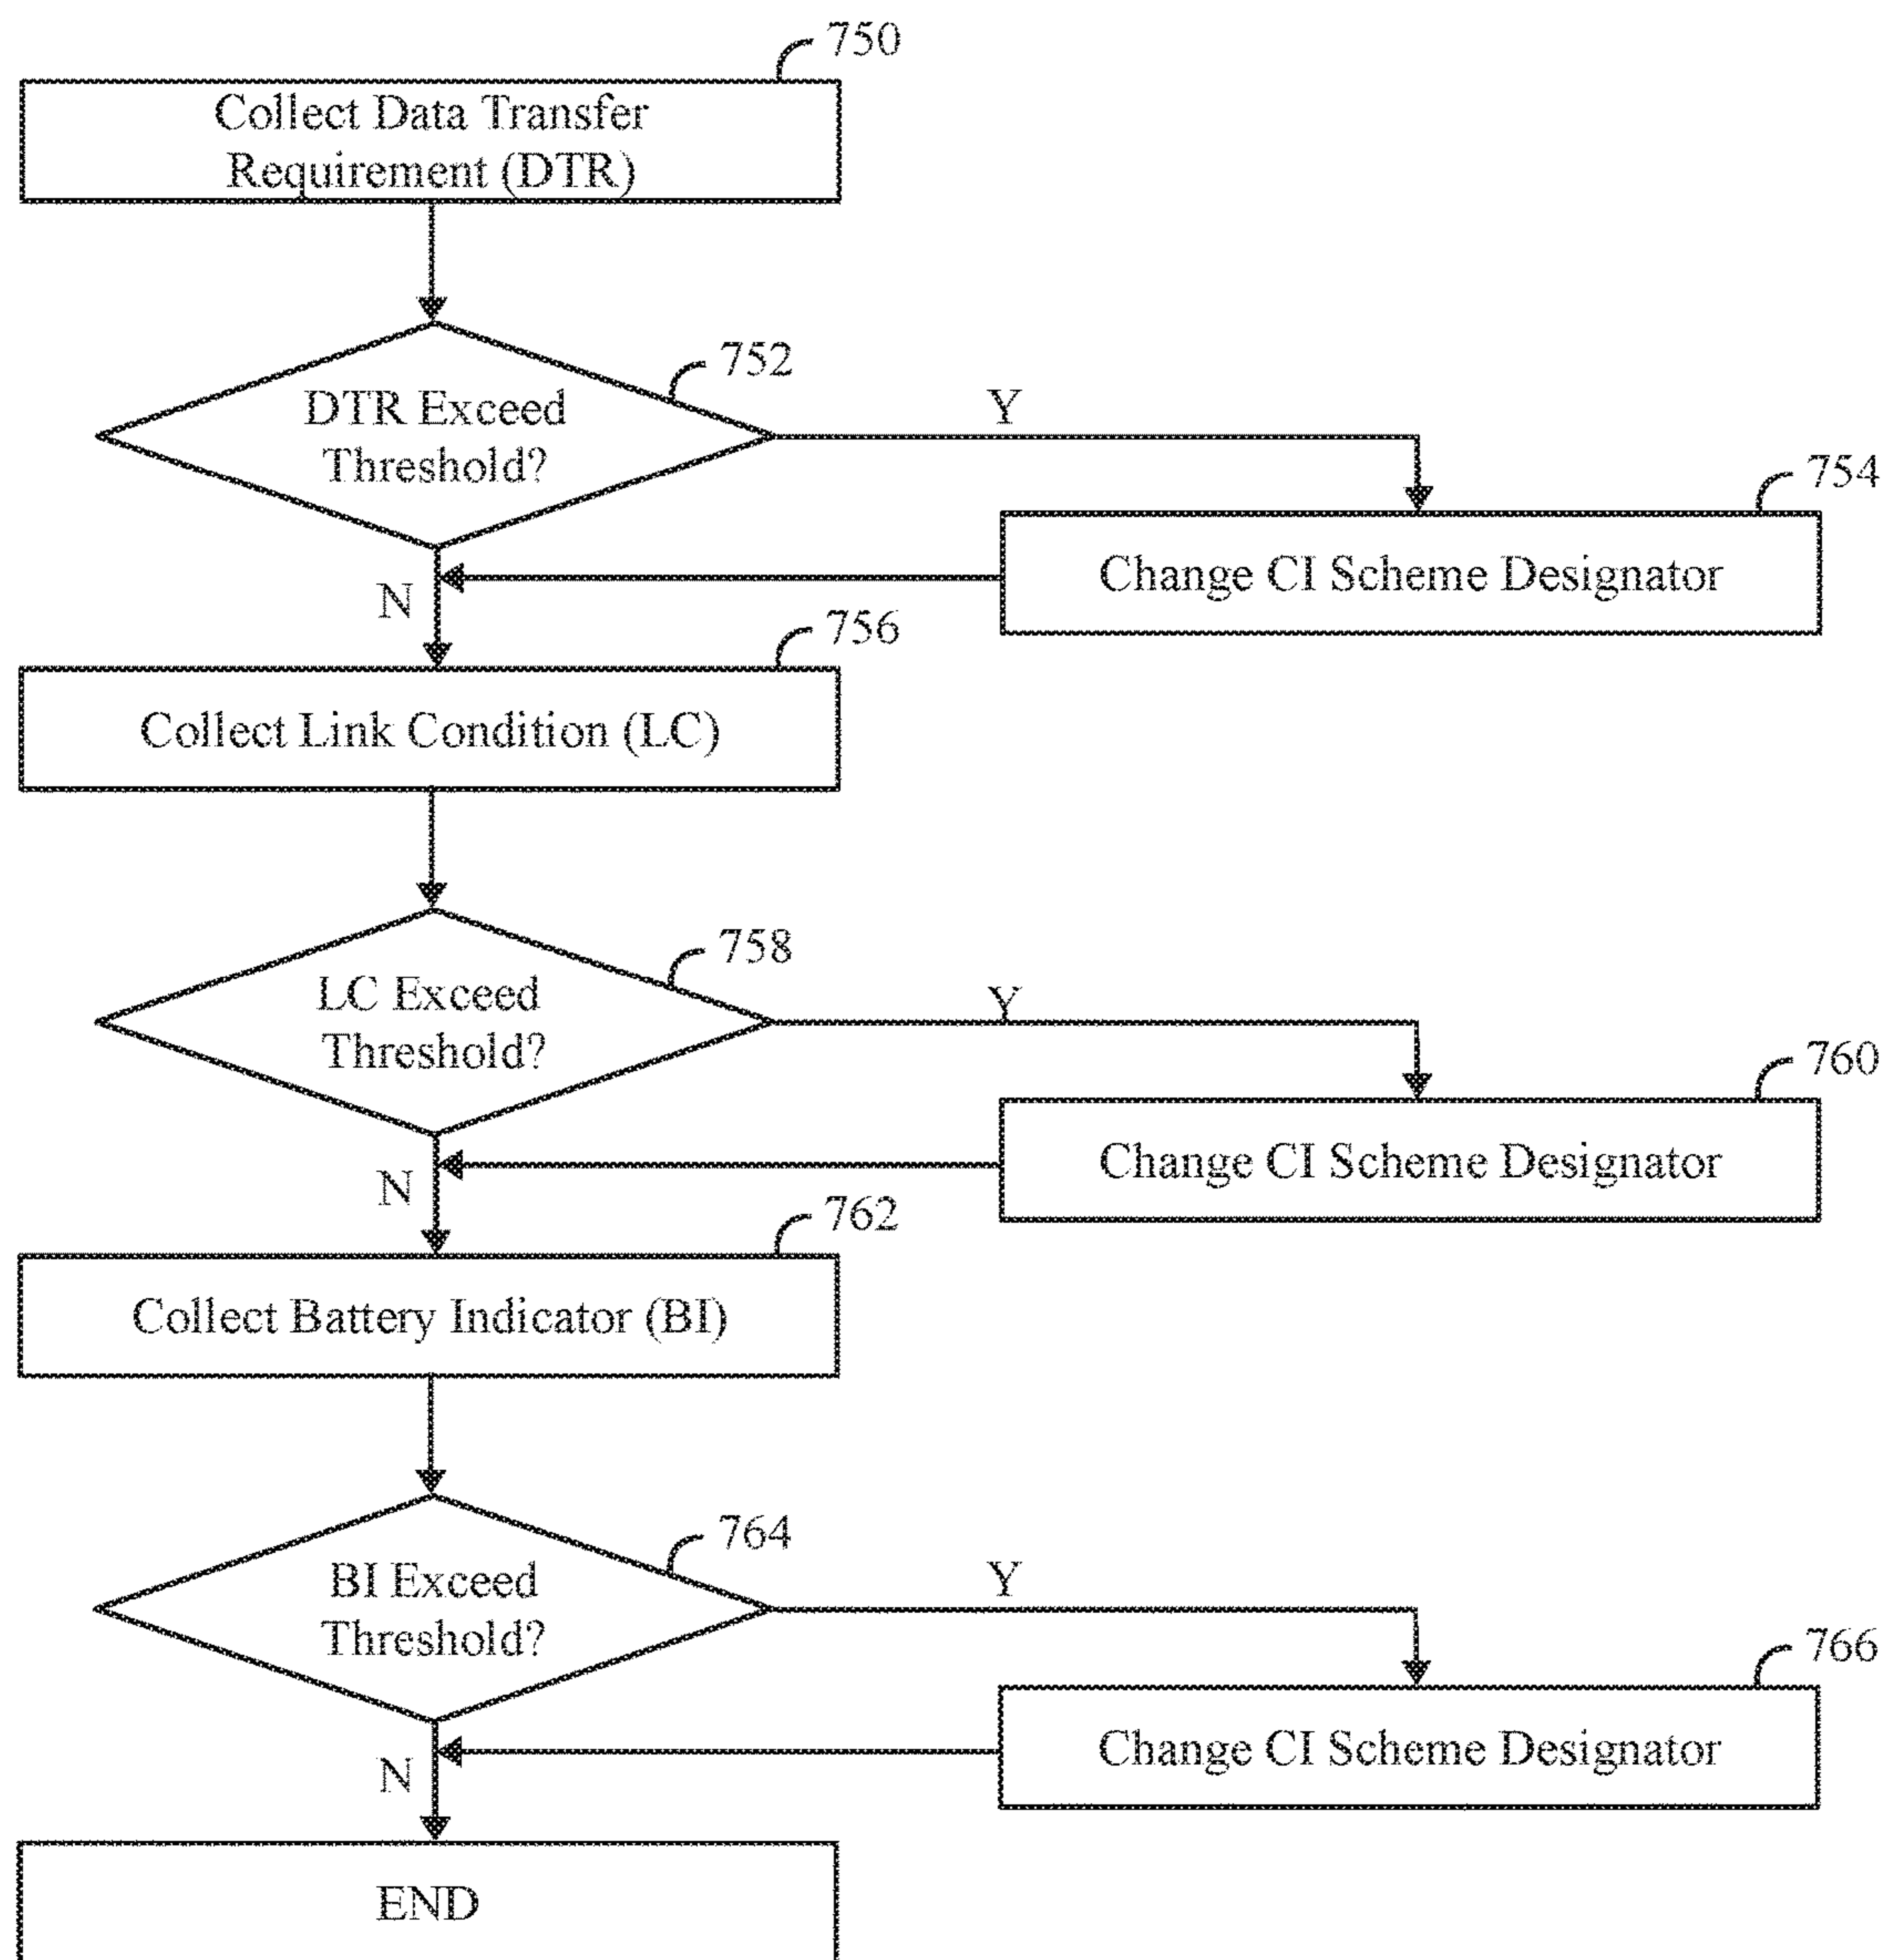 750
Collect Data Transfer
Requirement (DTR)
752
DTR Exceed
Threshold?
Y
754
Change CI Scheme Designator
N
756
Collect Link Condition (LC)
758
LC Exceed
Threshold?
Y
760
Change CI Scheme Designator
N
762
Collect Battery Indicator (BI)
764
BI Exceed
Threshold?
Y
766
Change CI Scheme Designator
N
END